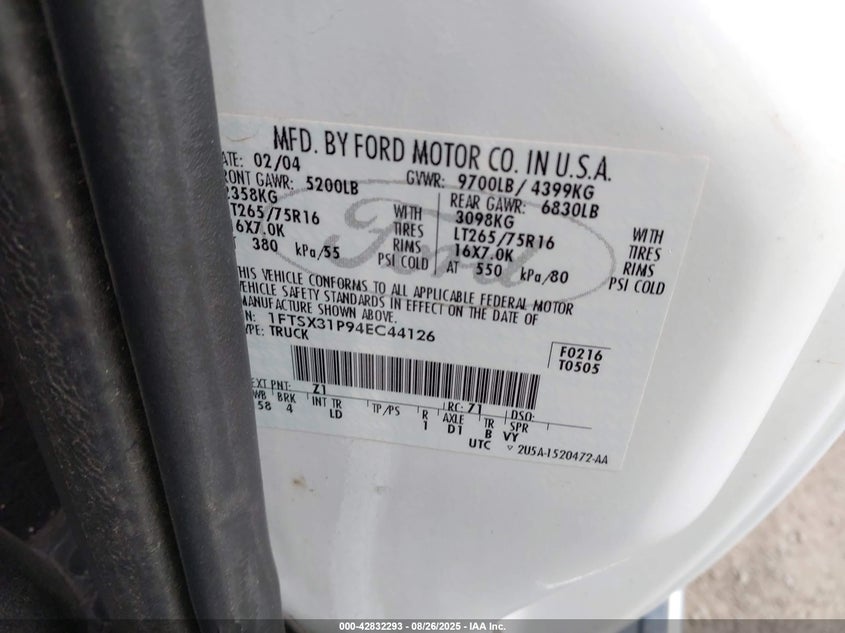 MFD. BY FORD MOTOR CO. IN U.S.A.
ATE: 02/04 GVWR: 9700LB/ 4399KG
RONT GAWR: 5200LB REAR GAWR: 6830LB
2358KG WITH 3098KG WITH
T265/75R16 TIRES LT265/75R16 TIRES
16X7.0K RIMS 16X7.0K RIMS
T 380 kPa/55 PSI COLD AT 550 kPa/80 PSI COLD
Ford
THIS VEHICLE CONFORMS TO ALL APPLICABLE FEDERAL MOTOR
VEHICLE SAFETY STANDARDS IN EFFECT ON THE DATE OF
MANUFACTURE SHOWN ABOVE.
N: 1FTSX31P94EC44126
YPE: TRUCK
F0216
T0505
EXT PNT: Z1 RC: 71 DSO:
WB BRK INT TR TP/PS R AXLE TR SPR
158 4 LD 1 D1 B VY
UTC ▿ 2U5A-1520472-AA
000-42832293 - 08/26/2025 - IAA Inc.